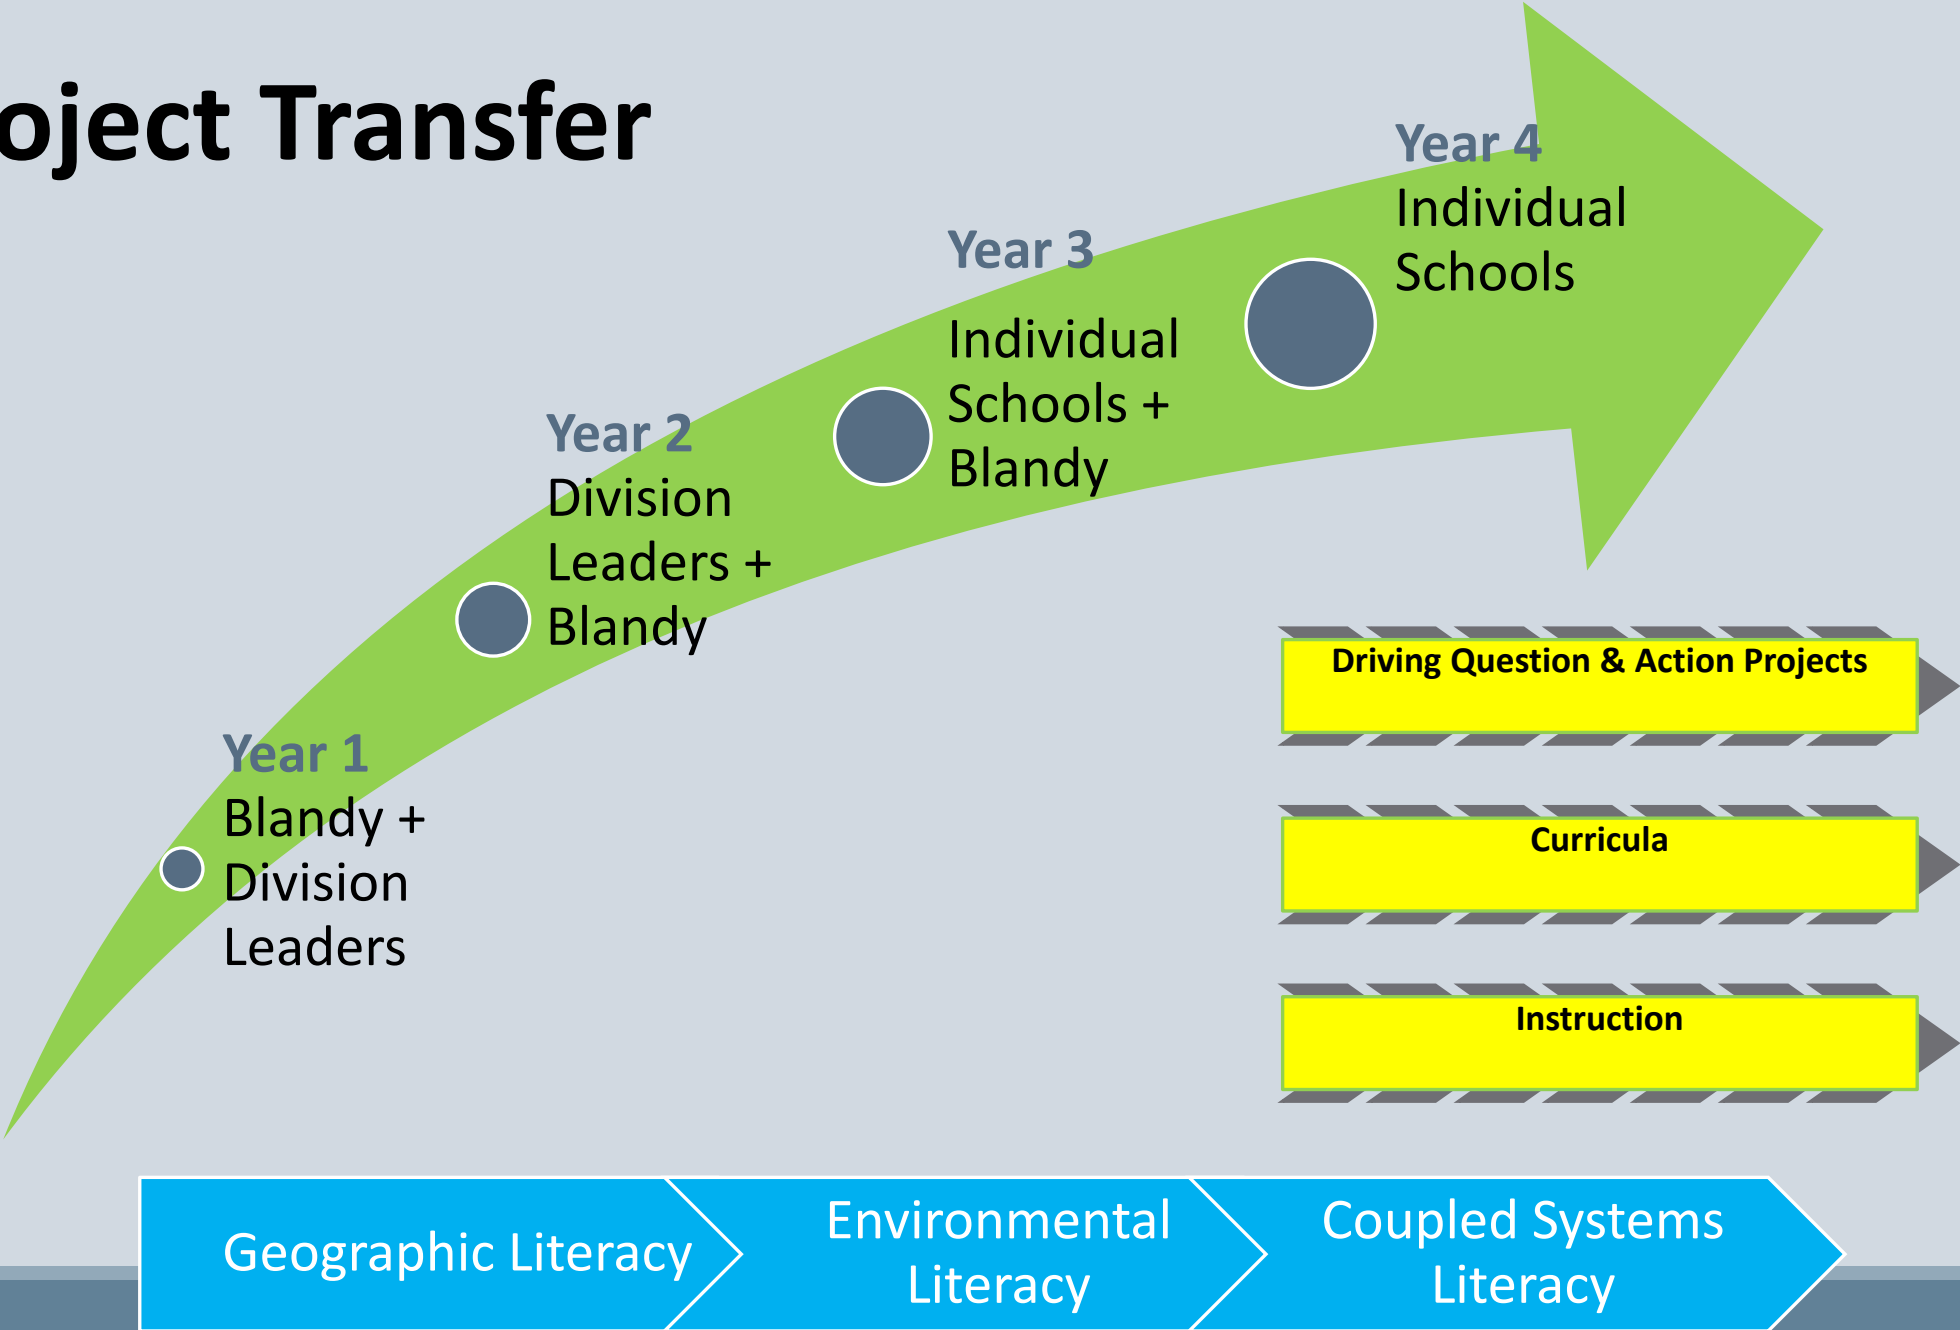 oject Transfer
Year 1
Blandy +
Division
Leaders
Year 2
Division
Leaders +
Blandy
Year 3
Individual
Schools +
Blandy
Year 4
Individual
Schools
Driving Question & Action Projects
Curricula
Instruction
Geographic Literacy
Environmental
Literacy
Coupled Systems
Literacy